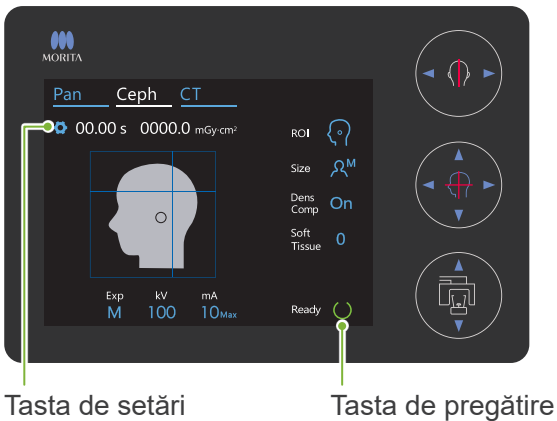 MORITA
Pan Ceph CT
00.00 s 0000.0 mGy·cm²
ROI
Size M
Dens
Comp On
Soft
Tissue 0
Exp kV mA
M 100 10Max
Ready
Tasta de setări Tasta de pregătire